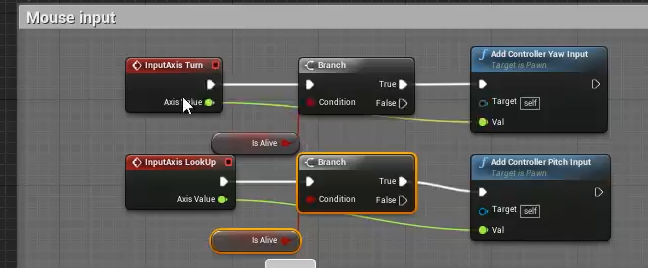 Mouse input
InputAxis Turn
Axis Value
Branch
True
Condition
False
Add Controller Yaw Input
Target is Pawn
Target
self
Val
Is Alive
InputAxis LookUp
Axis Value
Branch
True
Condition
False
Add Controller Pitch Input
Target is Pawn
Target
self
Val
Is Alive